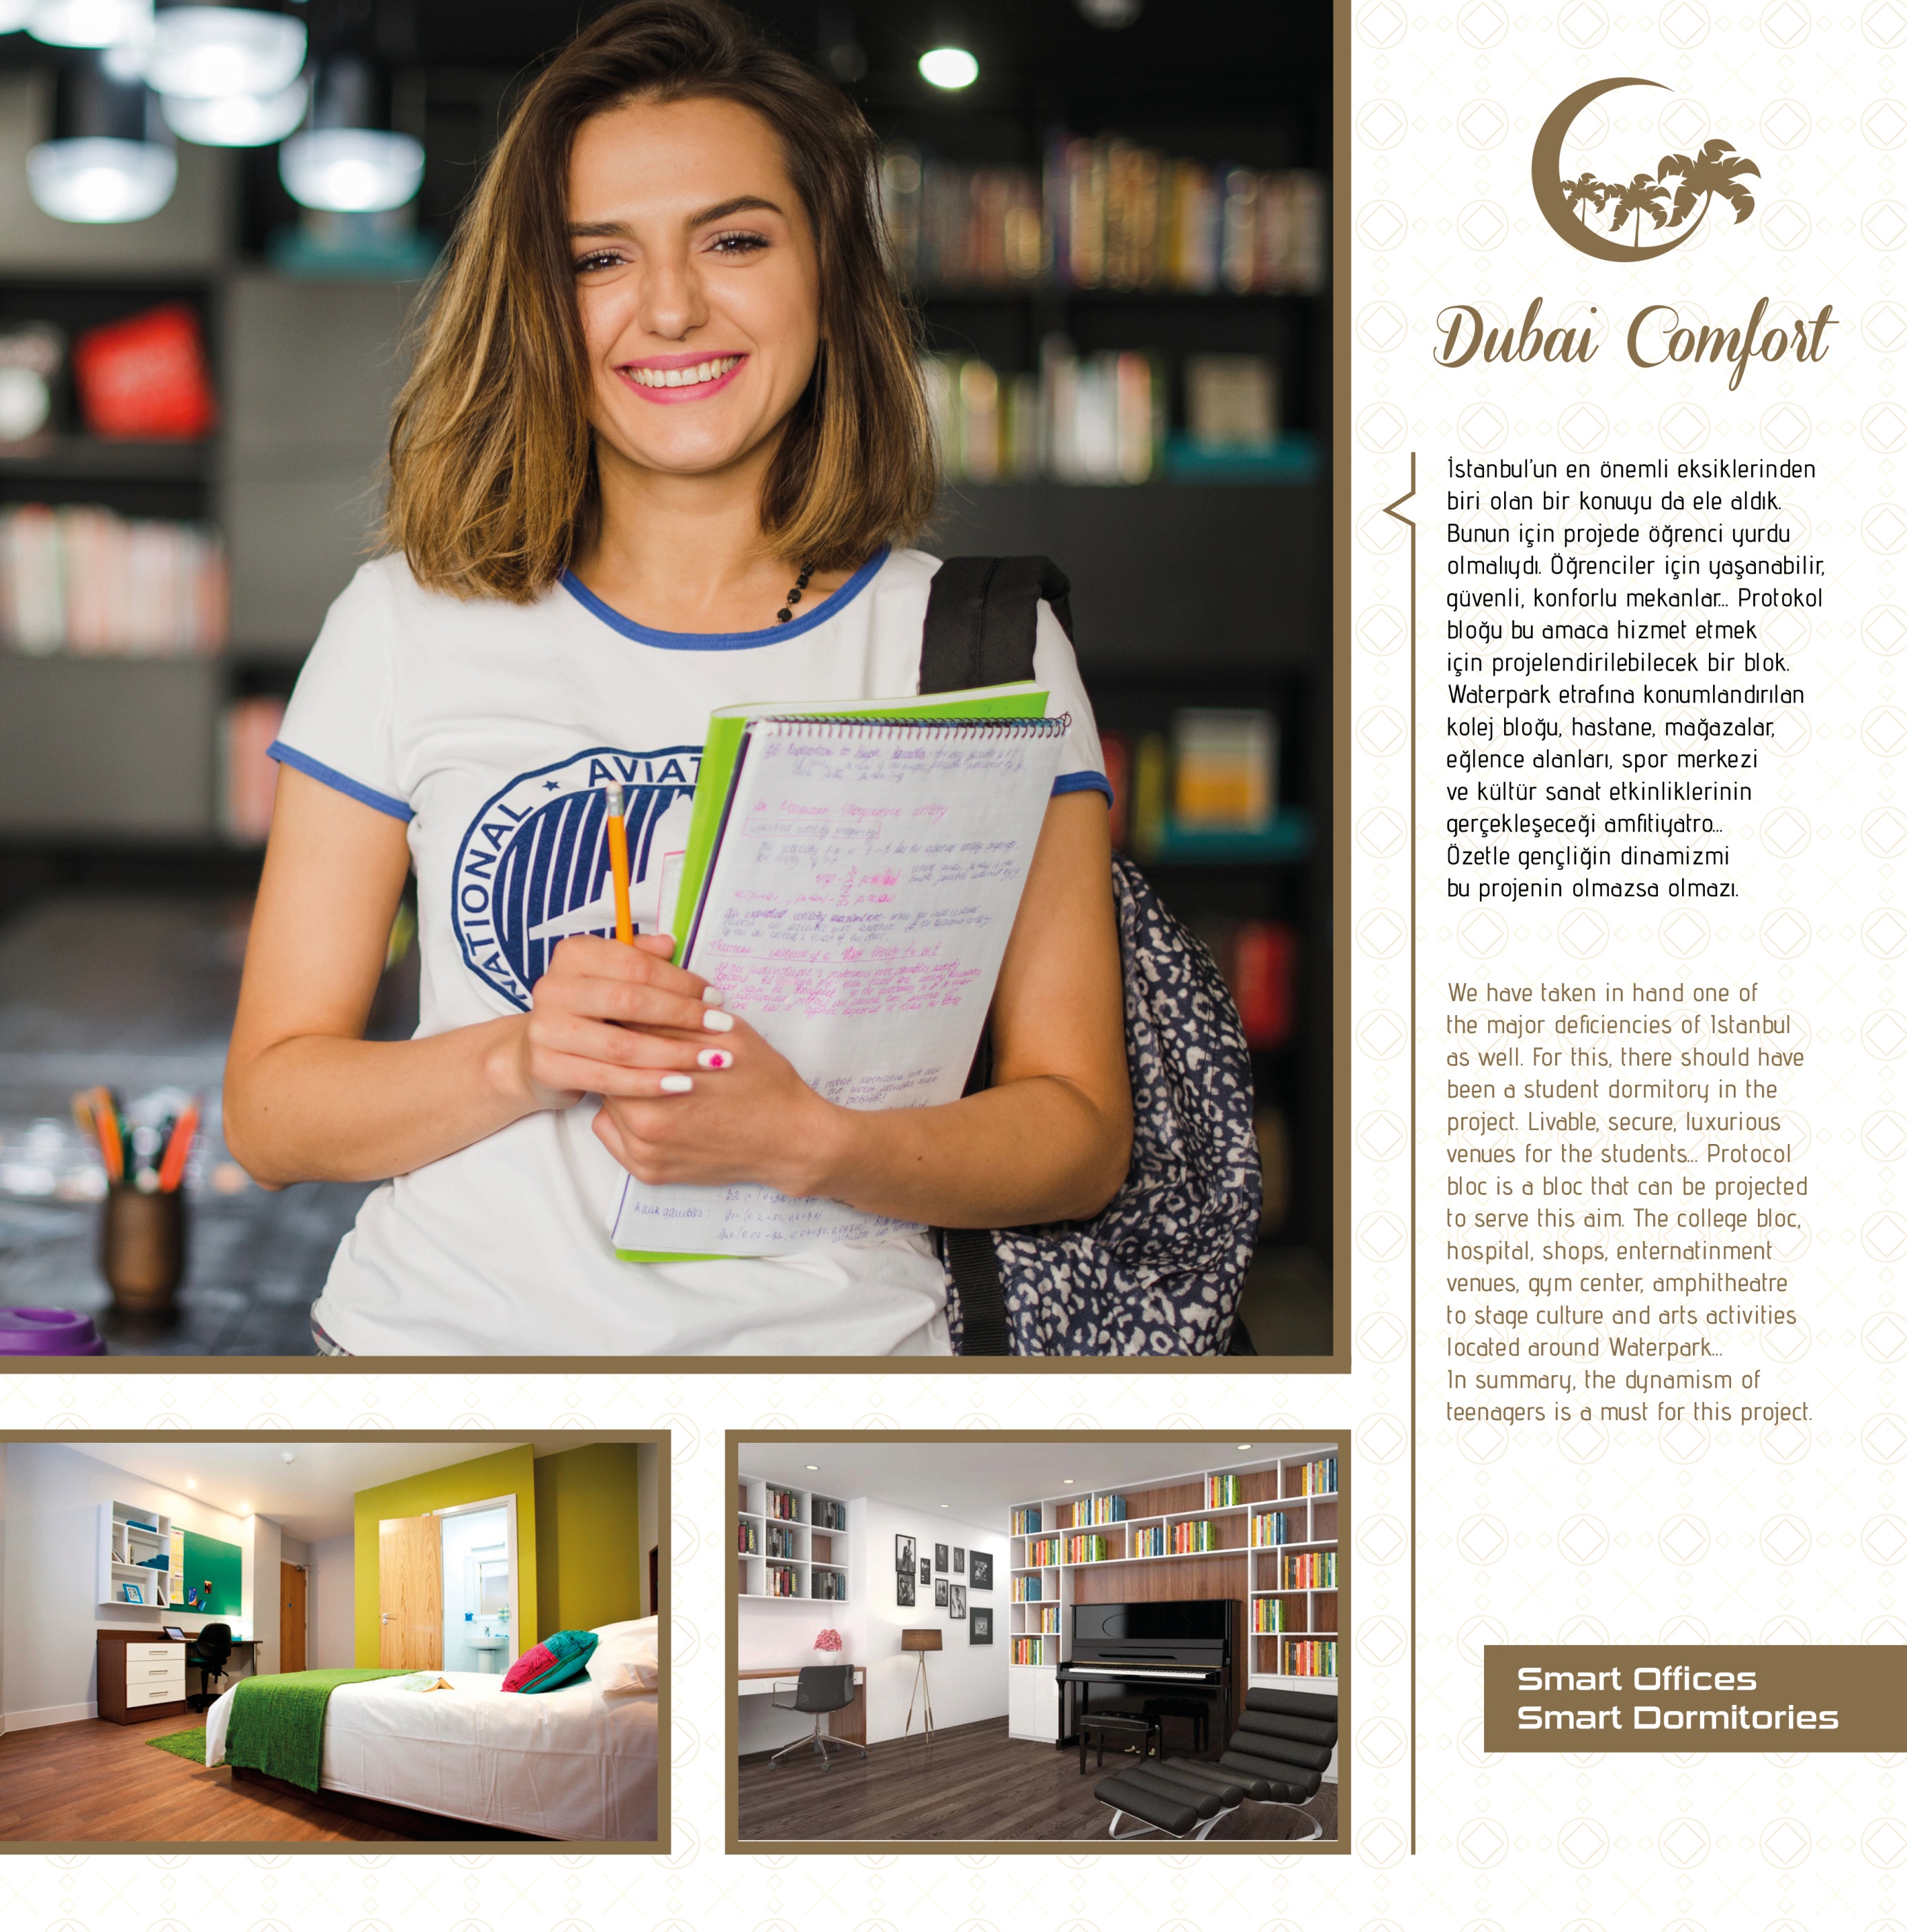 Dubai Comfort
İstanbul'un en önemli eksiklerinden
biri olan bir konuyu da ele aldık.
Bunun için projede öğrenci yurdu
olmalıydı. Öğrenciler için yaşanabilir,
güvenli, konforlu mekanlar... Protokol
bloğu bu amaca hizmet etmek
için projelendirilebilecek bir blok.
Waterpark etrafına konumlandırılan
kolej bloğu, hastane, mağazalar,
eğlence alanları, spor merkezi
ve kültür sanat etkinliklerinin
gerçekleşeceği amfitiyatro...
Özetle gençliğin dinamizmi
bu projenin olmazsa olmazı.
We have taken in hand one of
the major deficiencies of Istanbul
as well. For this, there should have
been a student dormitory in the
project. Livable, secure, luxurious
venues for the students... Protocol
bloc is a bloc that can be projected
to serve this aim. The college bloc,
hospital, shops, enternatinment
venues, gym center, amphitheatre
to stage culture and arts activities
located around Waterpark...
In summary, the dynamism of
teenagers is a must for this project.
Smart Offices
Smart Dormitories
NATIONAL ★ AVIAT